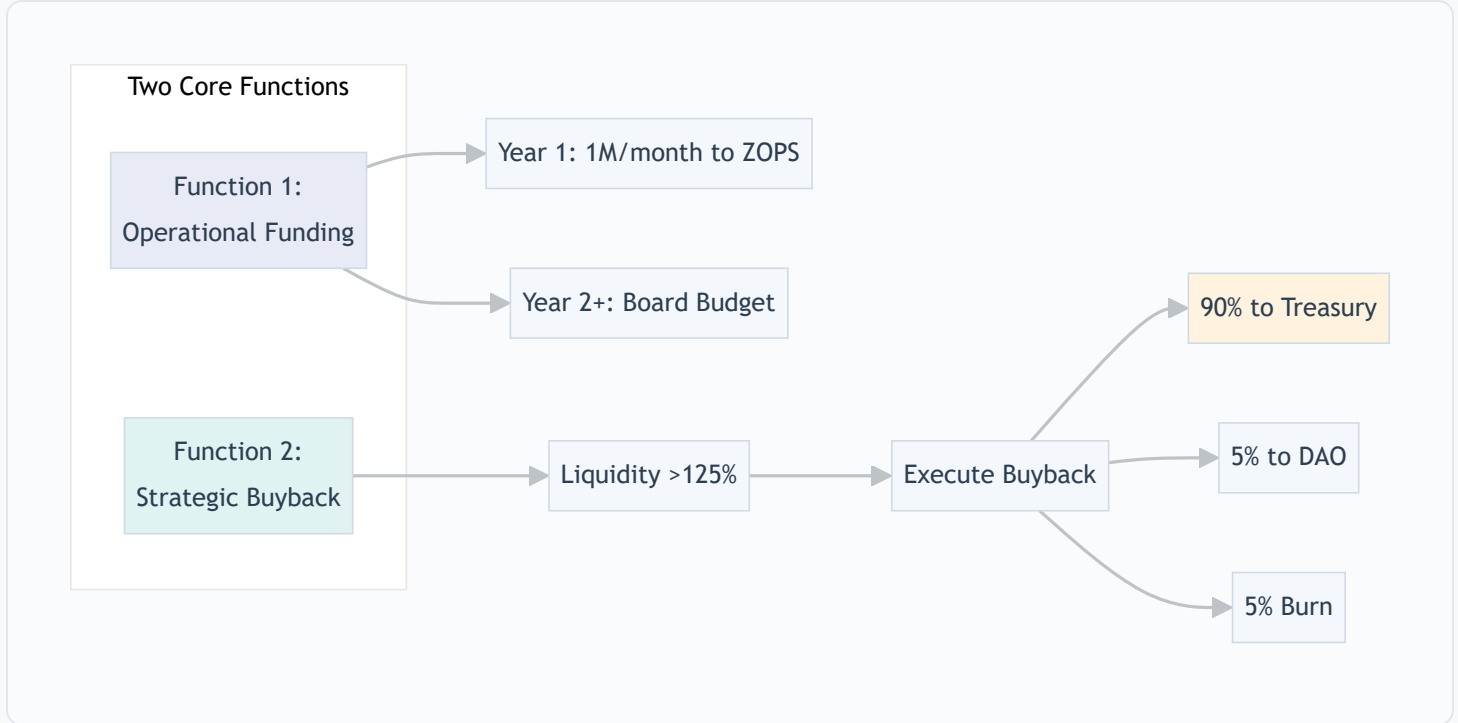 Two Core Functions
Function 1:
Operational Funding
Year 1: 1M/month to ZOPS
Year 2+: Board Budget
Function 2:
Strategic Buyback
Liquidity >125%
Execute Buyback
90% to Treasury
5% to DAO
5% Burn